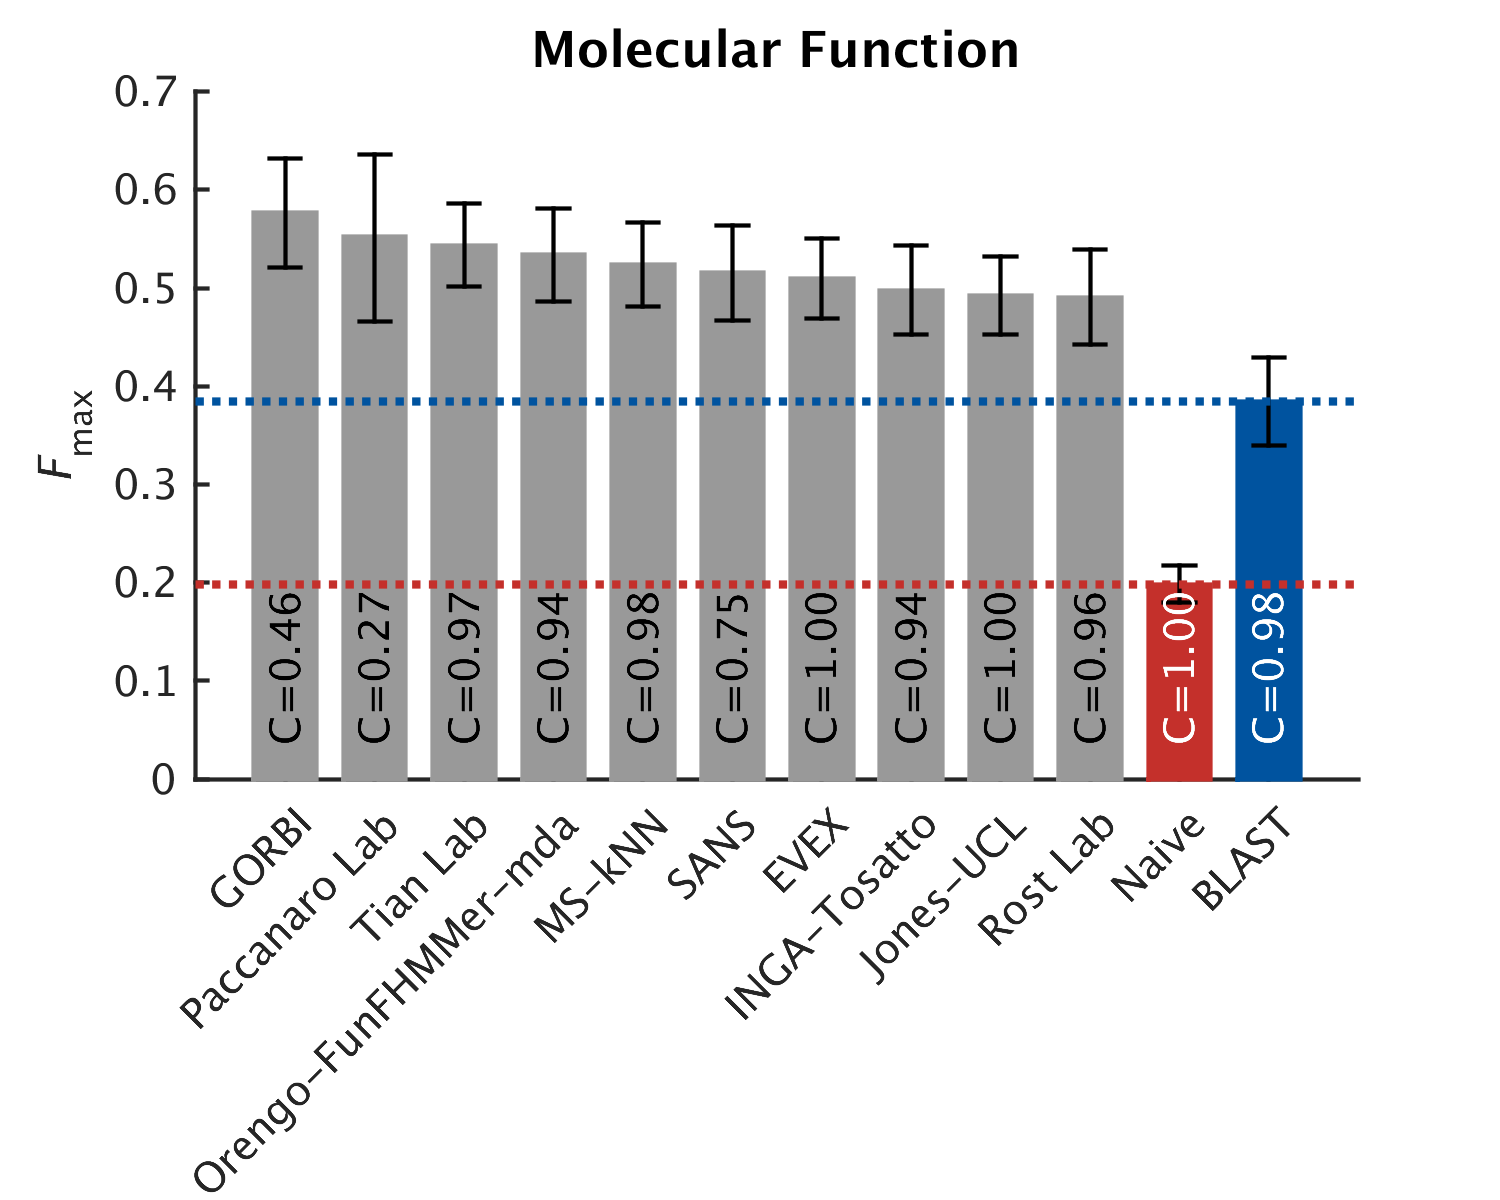 Molecular Function
0.7
0.6
0.5
0.4
0.3
0.2
0.1
0
Fmax
C=0.46
C=0.27
C=0.97
C=0.94
C=0.98
C=0.75
C=1.00
C=0.94
C=1.00
C=0.96
C=1.00
C=0.98
GORBI
Paccanaro Lab
Tian Lab
Orengo-FunFHMMer-mda
MS-kNN
SANS
EVEX
INGA-Tosatto
Jones-UCL
Rost Lab
Naive
BLAST